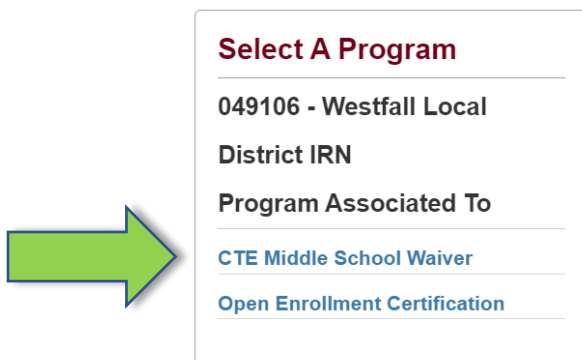 Select A Program
049106 - Westfall Local
District IRN
Program Associated To
CTE Middle School Waiver
Open Enrollment Certification